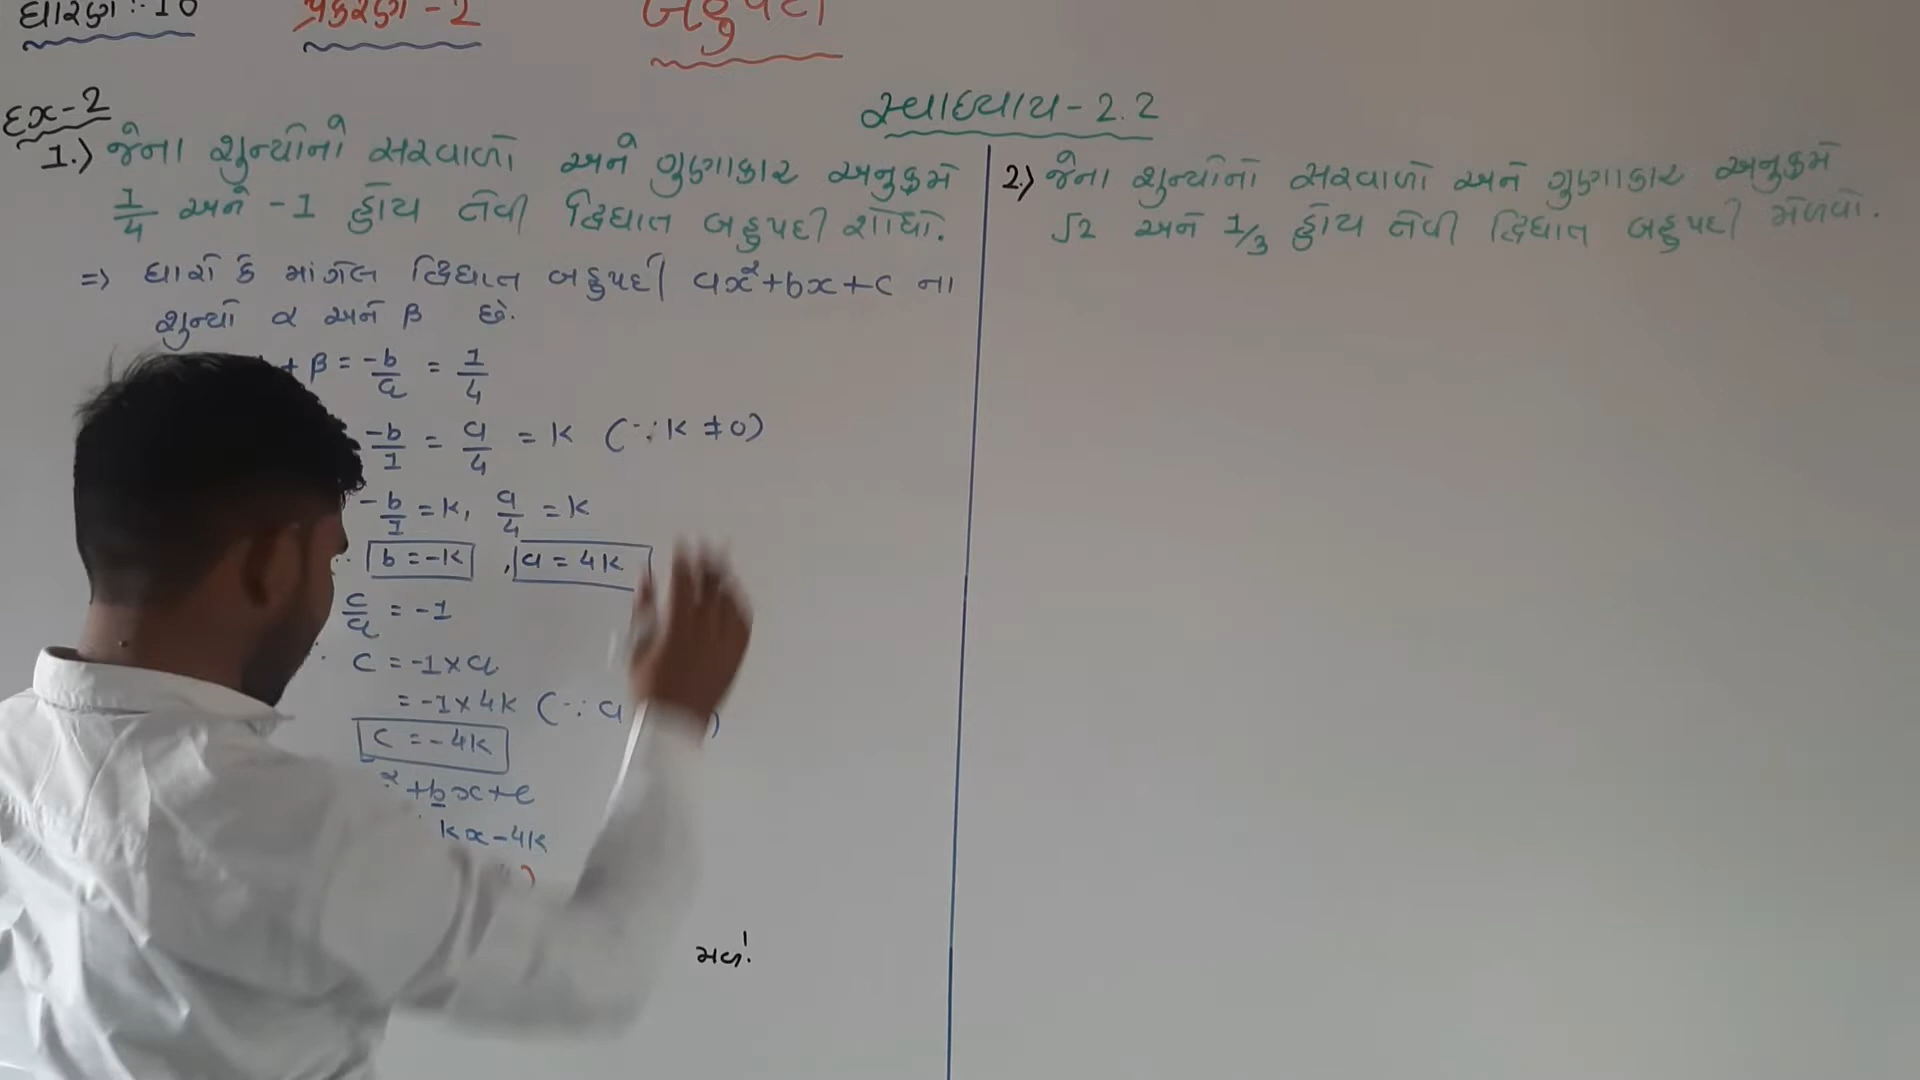 ધારણ :- 10 પ્રકરણ - 2 બહુપદી
સ્વાધ્યાય - 2.2
Ex-2
1.) જેના શુન્યોનો સરવાળો અને ગુણાકાર અનુક્રમે
1/4 અને -1 હોય તેવી દ્વિઘાત બહુપદી શોધો.
=> ધારો કે માંગેલ દ્વિઘાત બહુપદી ax²+bx+c ના
શુન્યો α અને β છે.
+ β = -b/a = 1/4
-b/1 = a/4 = k (∵ k ≠ 0)
-b/1 = k, a/4 = k
∴ b = -k , a = 4k
c/a = -1
∴ c = -1 × a
= -1 × 4k (∵ a )
c = -4k
² + bx + c
kx - 4k
)
મળે!
2.) જેના શુન્યોનો સરવાળો અને ગુણાકાર અનુક્રમે
√2 અને 1/3 હોય તેવી દ્વિઘાત બહુપદી મેળવો.